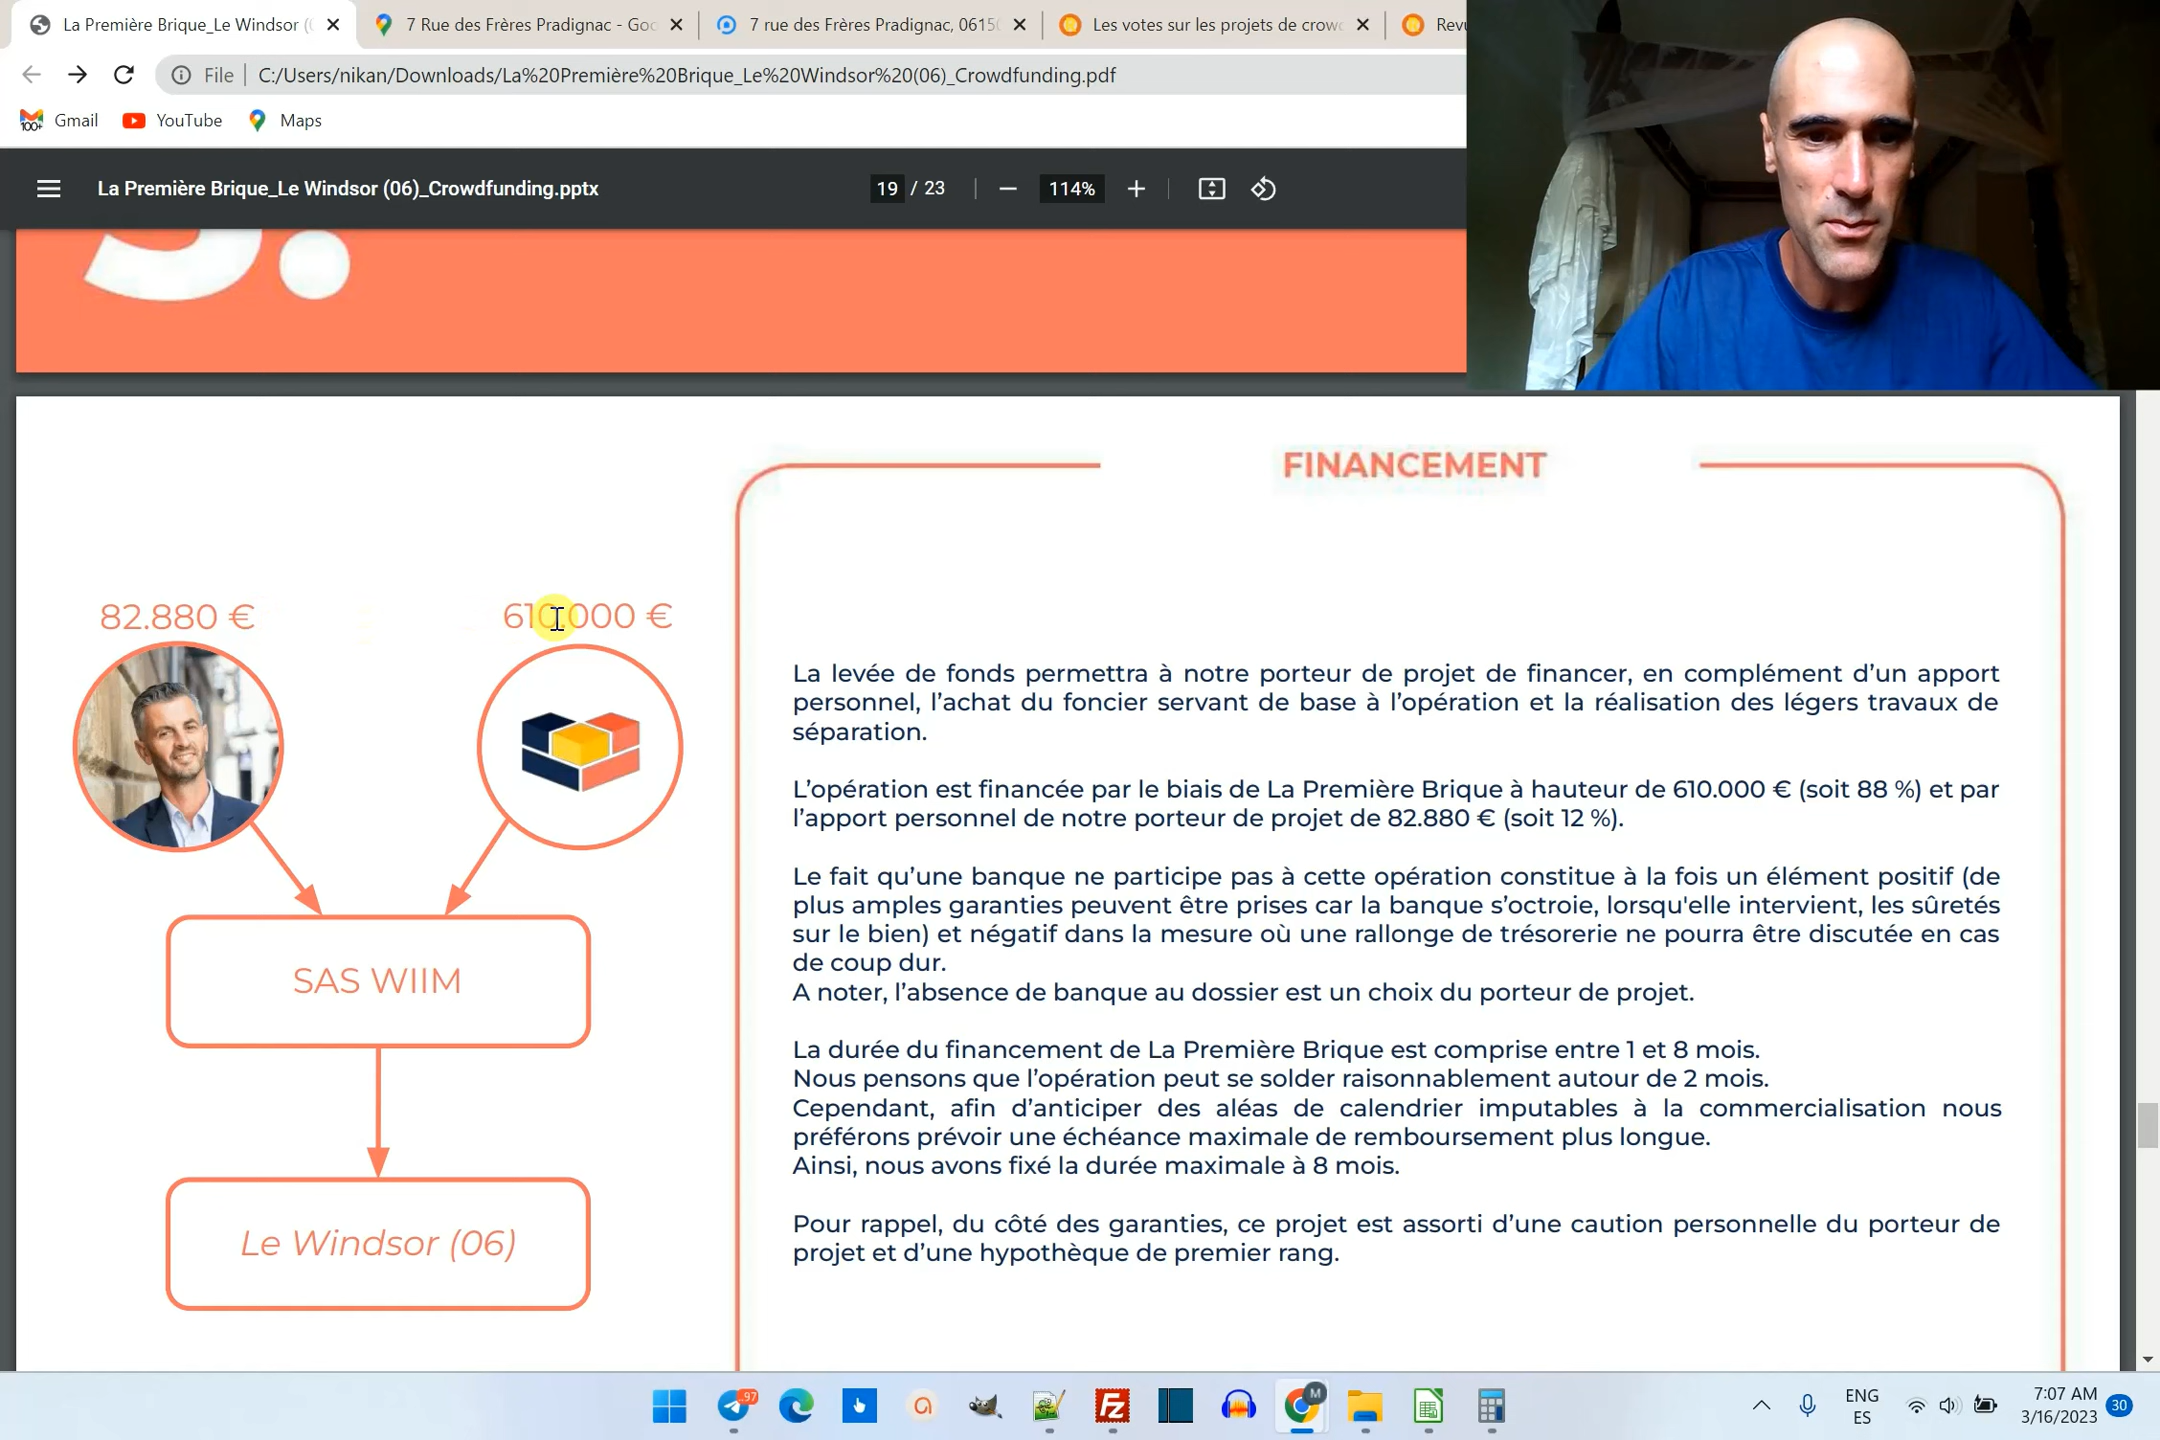 La Première Brique_Le Windsor (
7 Rue des Frères Pradignac - Goo
7 rue des Frères Pradignac, 0615
Les votes sur les projets de crow
Revu
File
C:/Users/nikan/Downloads/La%20Première%20Brique_Le%20Windsor%20(06)_Crowdfunding.pdf
100+
Gmail
YouTube
Maps
La Première Brique_Le Windsor (06)_Crowdfunding.pptx
19 / 23
114%
FINANCEMENT
82.880 €
610.000 €
SAS WIIM
Le Windsor (06)
La levée de fonds permettra à notre porteur de projet de financer, en complément d’un apport
personnel, l’achat du foncier servant de base à l’opération et la réalisation des légers travaux de
séparation.
L’opération est financée par le biais de La Première Brique à hauteur de 610.000 € (soit 88 %) et par
l’apport personnel de notre porteur de projet de 82.880 € (soit 12 %).
Le fait qu’une banque ne participe pas à cette opération constitue à la fois un élément positif (de
plus amples garanties peuvent être prises car la banque s’octroie, lorsqu'elle intervient, les sûretés
sur le bien) et négatif dans la mesure où une rallonge de trésorerie ne pourra être discutée en cas
de coup dur.
A noter, l’absence de banque au dossier est un choix du porteur de projet.
La durée du financement de La Première Brique est comprise entre 1 et 8 mois.
Nous pensons que l’opération peut se solder raisonnablement autour de 2 mois.
Cependant, afin d’anticiper des aléas de calendrier imputables à la commercialisation nous
préférons prévoir une échéance maximale de remboursement plus longue.
Ainsi, nous avons fixé la durée maximale à 8 mois.
Pour rappel, du côté des garanties, ce projet est assorti d’une caution personnelle du porteur de
projet et d’une hypothèque de premier rang.
97
FZ
M
ENG
ES
7:07 AM
3/16/2023
30